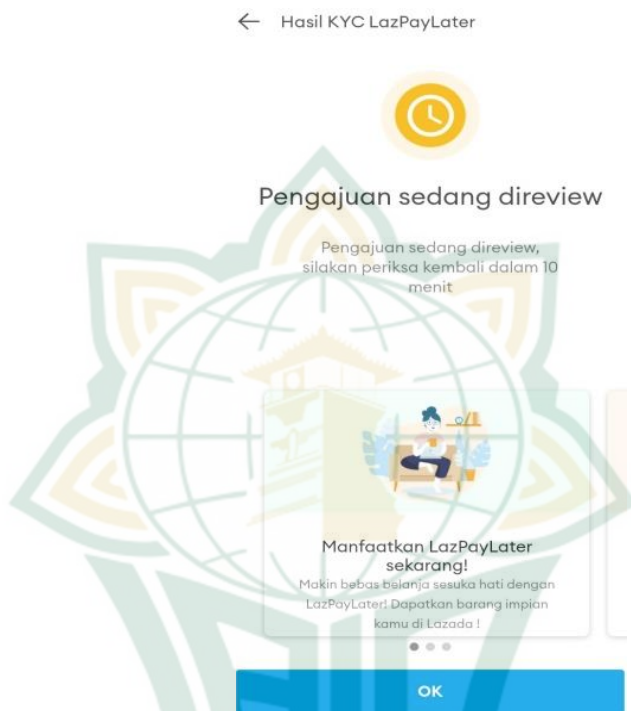 Hasil KYC LazPayLater
Pengajuan sedang direview
Pengajuan sedang direview,
silakan periksa kembali dalam 10
menit
Manfaatkan LazPayLater
sekarang!
Makin bebas belanja sesuka hati dengan
LazPayLater! Dapatkan barang impian
kamu di Lazada !
OK